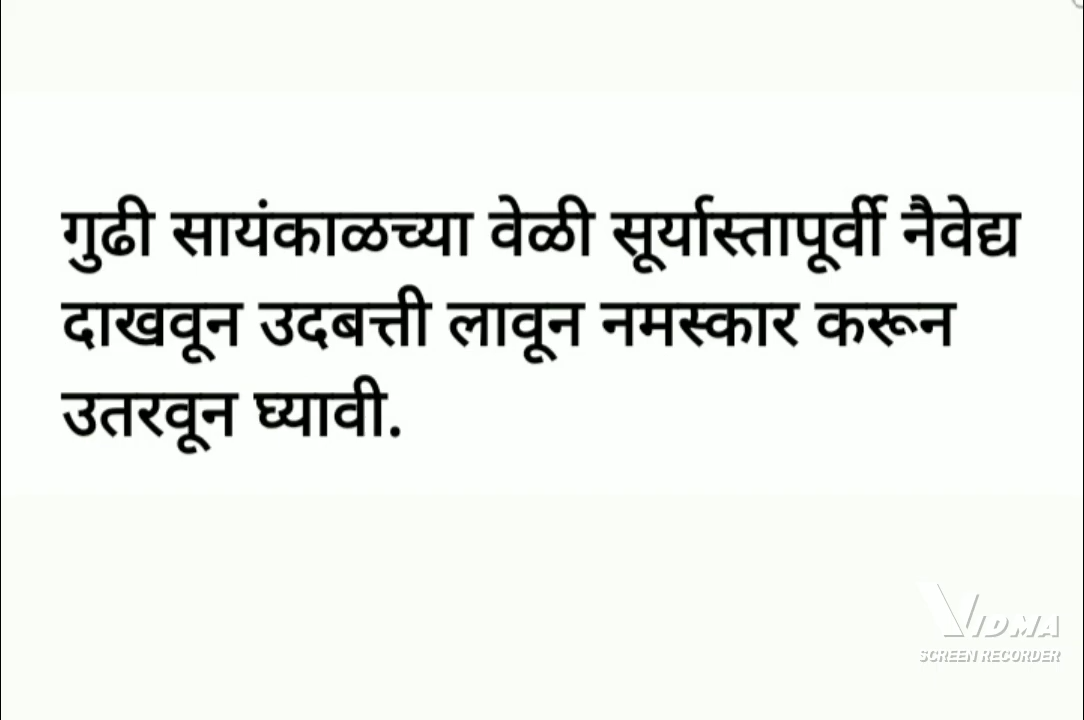 गुढी सायंकाळच्या वेळी सूर्यास्तापूर्वी नैवेद्य
दाखवून उदबत्ती लावून नमस्कार करून
उतरवून घ्यावी.
VIDMA
SCREEN RECORDER